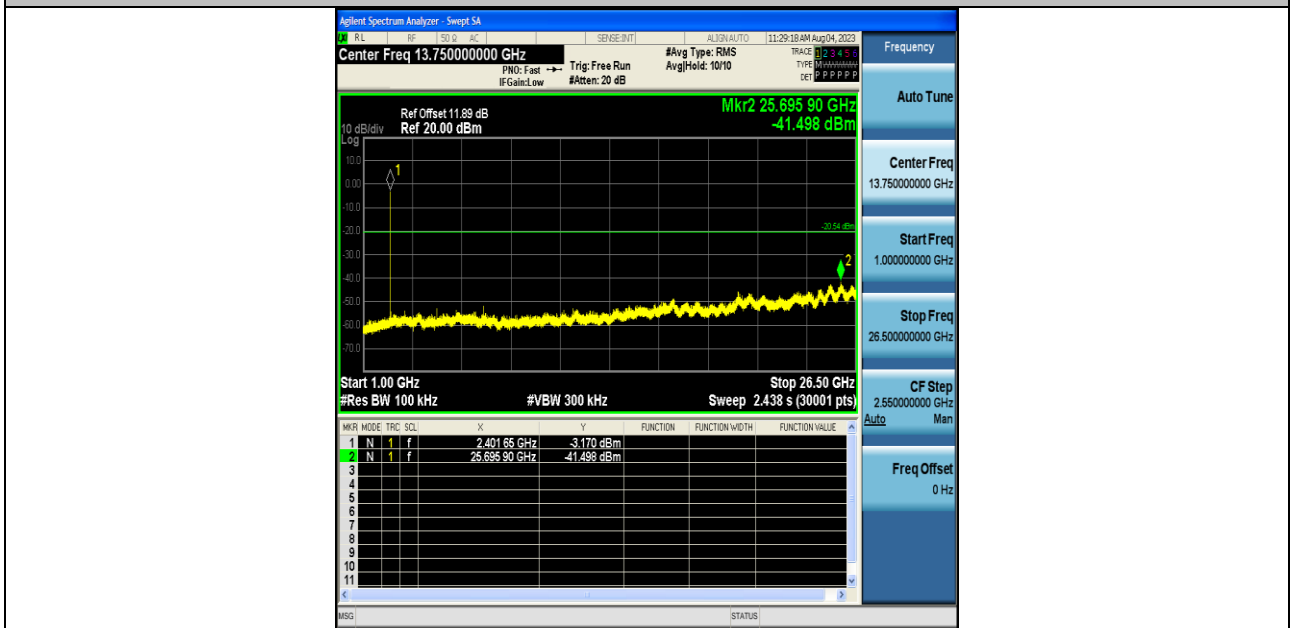 Agilent Spectrum Analyzer - Swept SA
RL RF 50 Ω AC SENSE:INT ALIGN AUTO 11:29:18 AM Aug 04, 2023
Center Freq 13.750000000 GHz
PNO: Fast
IFGain:Low
Trig: Free Run
#Atten: 20 dB
#Avg Type: RMS
Avg|Hold: 10/10
TRACE 1 2 3 4 5 6
TYPE M
DET P P P P P P
Mkr2 25.695 90 GHz
-41.498 dBm
Ref Offset 11.89 dB
10 dB/div Ref 20.00 dBm
Log
10.0
0.00
-10.0
-20.0
-30.0
-40.0
-50.0
-60.0
-70.0
1
-20.54 dBm
2
Start 1.00 GHz Stop 26.50 GHz
#Res BW 100 kHz #VBW 300 kHz Sweep 2.438 s (30001 pts)
MKR MODE TRC SCL X Y FUNCTION FUNCTION WIDTH FUNCTION VALUE
1 N 1 f 2.401 65 GHz -3.170 dBm
2 N 1 f 25.695 90 GHz -41.498 dBm
3
4
5
6
7
8
9
10
11
MSG STATUS
Frequency
Auto Tune
Center Freq
13.750000000 GHz
Start Freq
1.000000000 GHz
Stop Freq
26.500000000 GHz
CF Step
2.550000000 GHz
Auto Man
Freq Offset
0 Hz